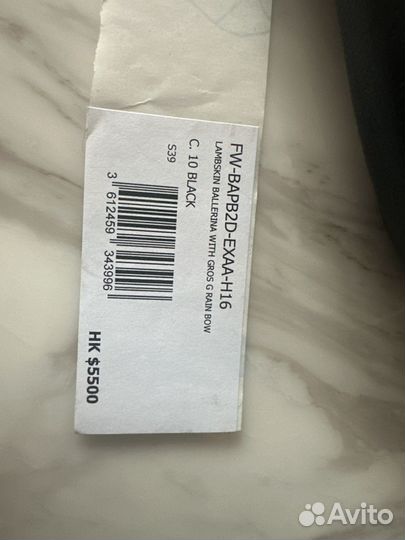 FW-BAPB2D-EXAA-H16
LAMBSKIN BALLERINA WITH GROS G RAIN BOW
C. 10 BLACK
S39
3 612459 343996
HK $5500
Avito